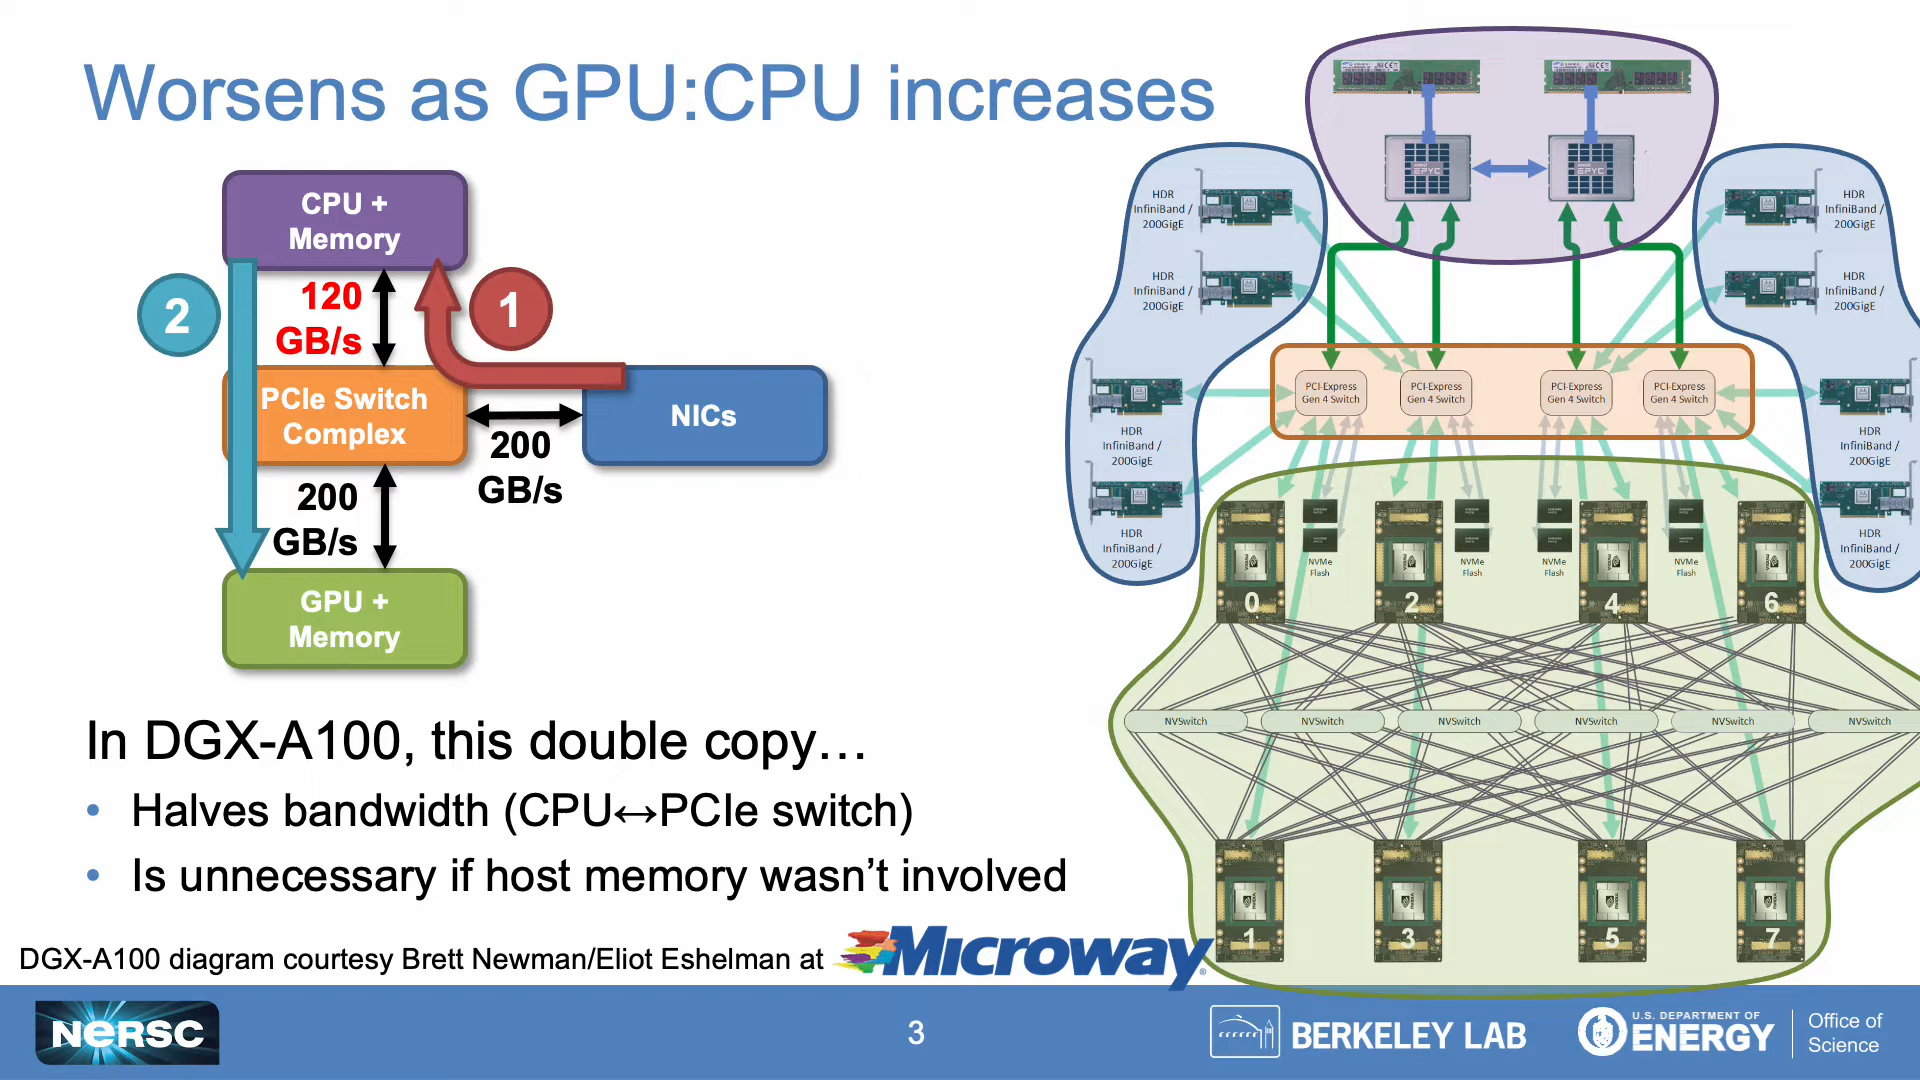 Worsens as GPU:CPU increases
CPU +
Memory
2
120
GB/s
1
PCIe Switch
Complex
NICs
200
GB/s
200
GB/s
GPU +
Memory
In DGX-A100, this double copy…
• Halves bandwidth (CPU↔PCIe switch)
• Is unnecessary if host memory wasn’t involved
DGX-A100 diagram courtesy Brett Newman/Eliot Eshelman at
Microway
EPYC
EPYC
HDR
InfiniBand /
200GigE
HDR
InfiniBand /
200GigE
HDR
InfiniBand /
200GigE
HDR
InfiniBand /
200GigE
HDR
InfiniBand /
200GigE
HDR
InfiniBand /
200GigE
HDR
InfiniBand /
200GigE
HDR
InfiniBand /
200GigE
PCI-Express
Gen 4 Switch
PCI-Express
Gen 4 Switch
PCI-Express
Gen 4 Switch
PCI-Express
Gen 4 Switch
NVMe
Flash
NVMe
Flash
NVMe
Flash
NVMe
Flash
0
2
4
6
NVSwitch
NVSwitch
NVSwitch
NVSwitch
NVSwitch
NVSwitch
1
3
5
7
NERSC
3
BERKELEY LAB
U.S. DEPARTMENT OF
ENERGY
Office of
Science